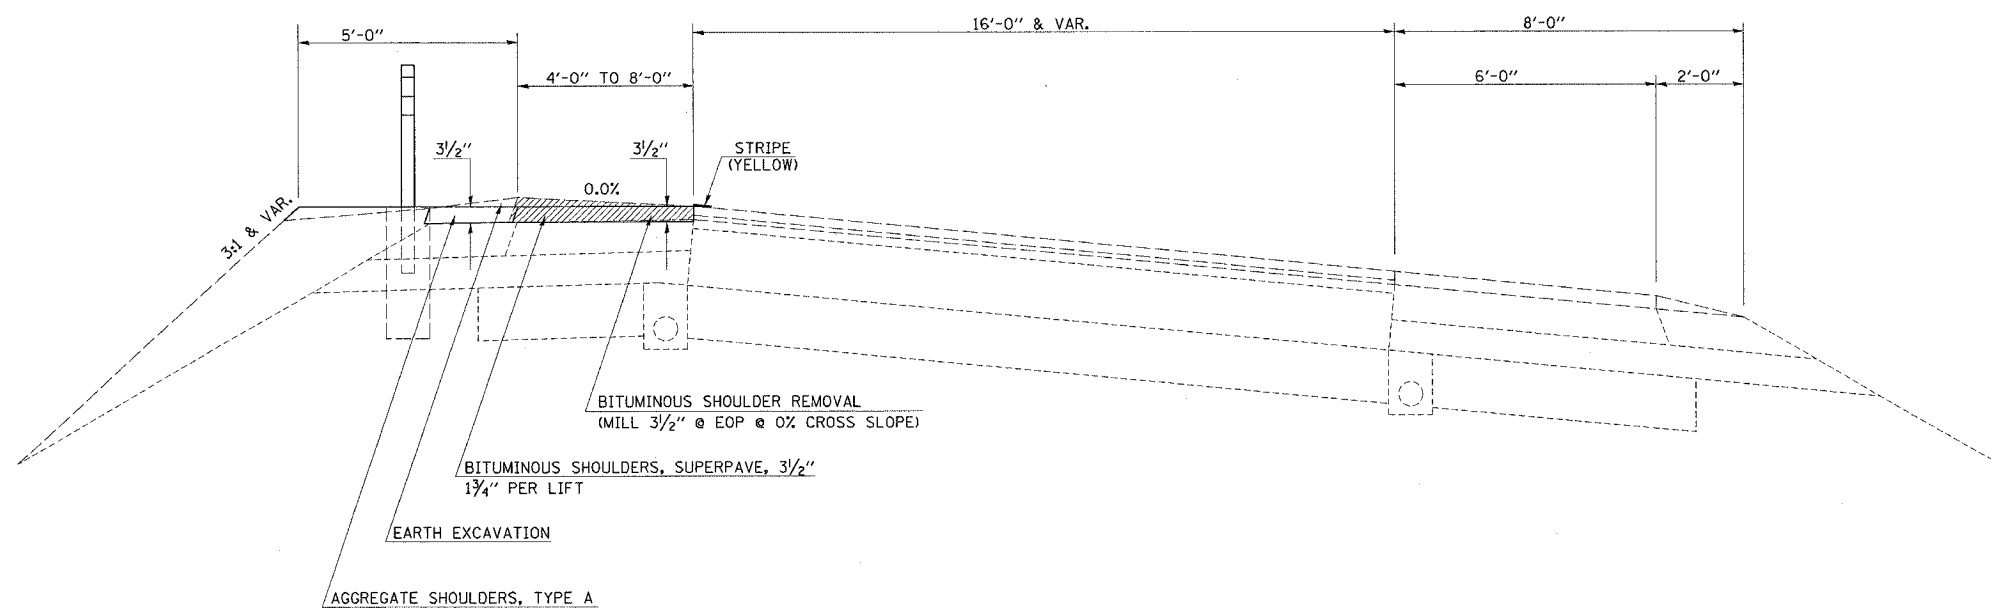 16'-0" & VAR.
8'-0"
5'-0"
4'-0" TO 8'-0"
6'-0"
2'-0"
3½"
3½"
STRIPE
(YELLOW)
0.0%
3:1 & VAR.
BITUMINOUS SHOULDER REMOVAL
(MILL 3½" @ EOP @ 0% CROSS SLOPE)
BITUMINOUS SHOULDERS, SUPERPAVE, 3½"
1¾" PER LIFT
EARTH EXCAVATION
AGGREGATE SHOULDERS, TYPE A